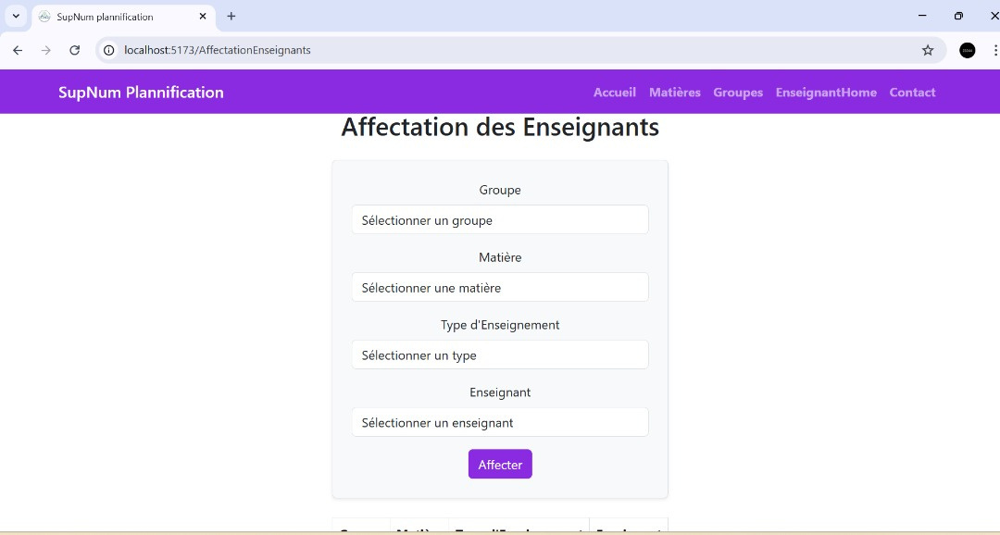 SupNum plannification
localhost:5173/AffectationEnseignants
SupNum Plannification
Accueil Matières Groupes EnseignantHome Contact
Affectation des Enseignants
Groupe
Sélectionner un groupe
Matière
Sélectionner une matière
Type d'Enseignement
Sélectionner un type
Enseignant
Sélectionner un enseignant
Affecter